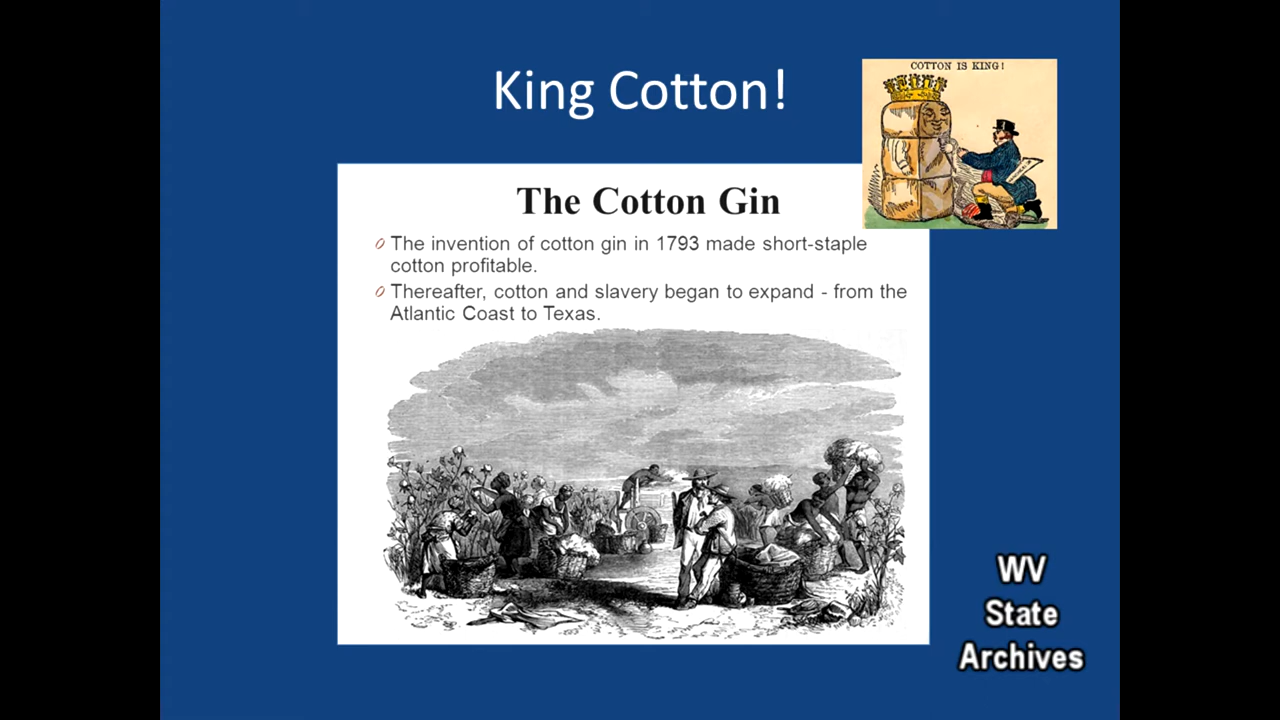 King Cotton!
COTTON IS KING!
The Cotton Gin
The invention of cotton gin in 1793 made short-staple
cotton profitable.
Thereafter, cotton and slavery began to expand - from the
Atlantic Coast to Texas.
WV
State
Archives